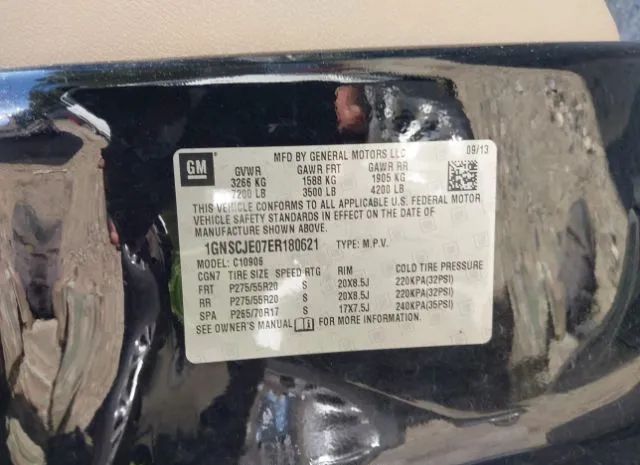 GM
MFD BY GENERAL MOTORS LLC 09/13
GVWR GAWR FRT GAWR RR
3266 KG 1588 KG 1905 KG
7200 LB 3500 LB 4200 LB
THIS VEHICLE CONFORMS TO ALL APPLICABLE U.S. FEDERAL MOTOR
VEHICLE SAFETY STANDARDS IN EFFECT ON THE DATE OF
MANUFACTURE SHOWN ABOVE.
1GNSCJE07ER180621 TYPE: M.P.V.
MODEL: C10906
CGN7 TIRE SIZE SPEED RTG RIM COLD TIRE PRESSURE
FRT P275/55R20 S 20X8.5J 220KPA(32PSI)
RR P275/55R20 S 20X8.5J 220KPA(32PSI)
SPA P265/70R17 S 17X7.5J 240KPA(35PSI)
SEE OWNER'S MANUAL FOR MORE INFORMATION.